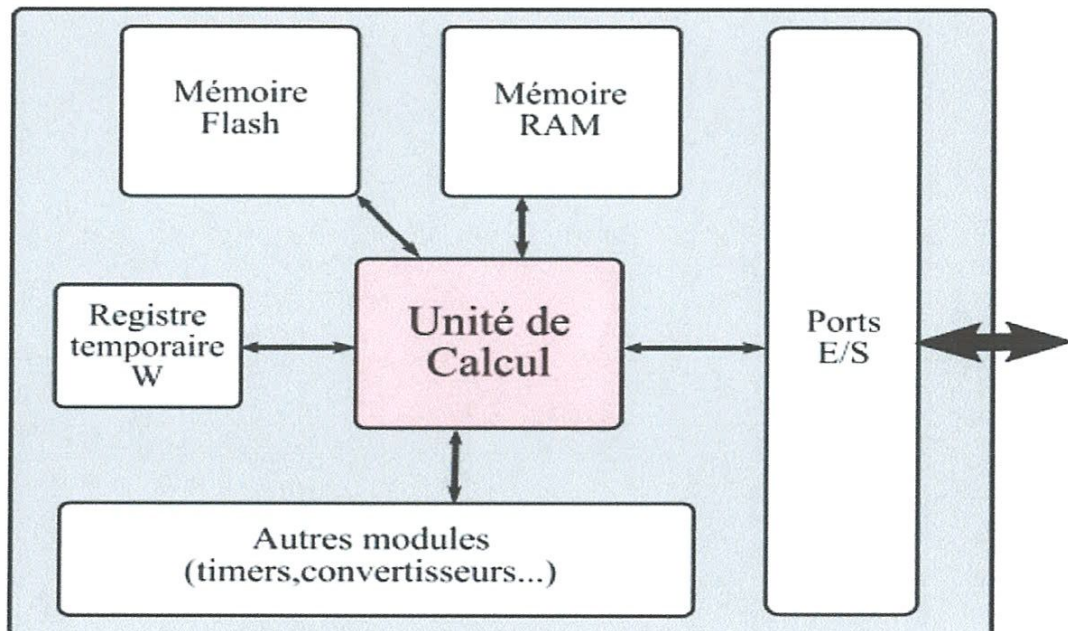 Mémoire
Flash
Mémoire
RAM
Registre
temporaire
W
Unité de
Calcul
Ports
E/S
Autres modules
(timers,convertisseurs...)